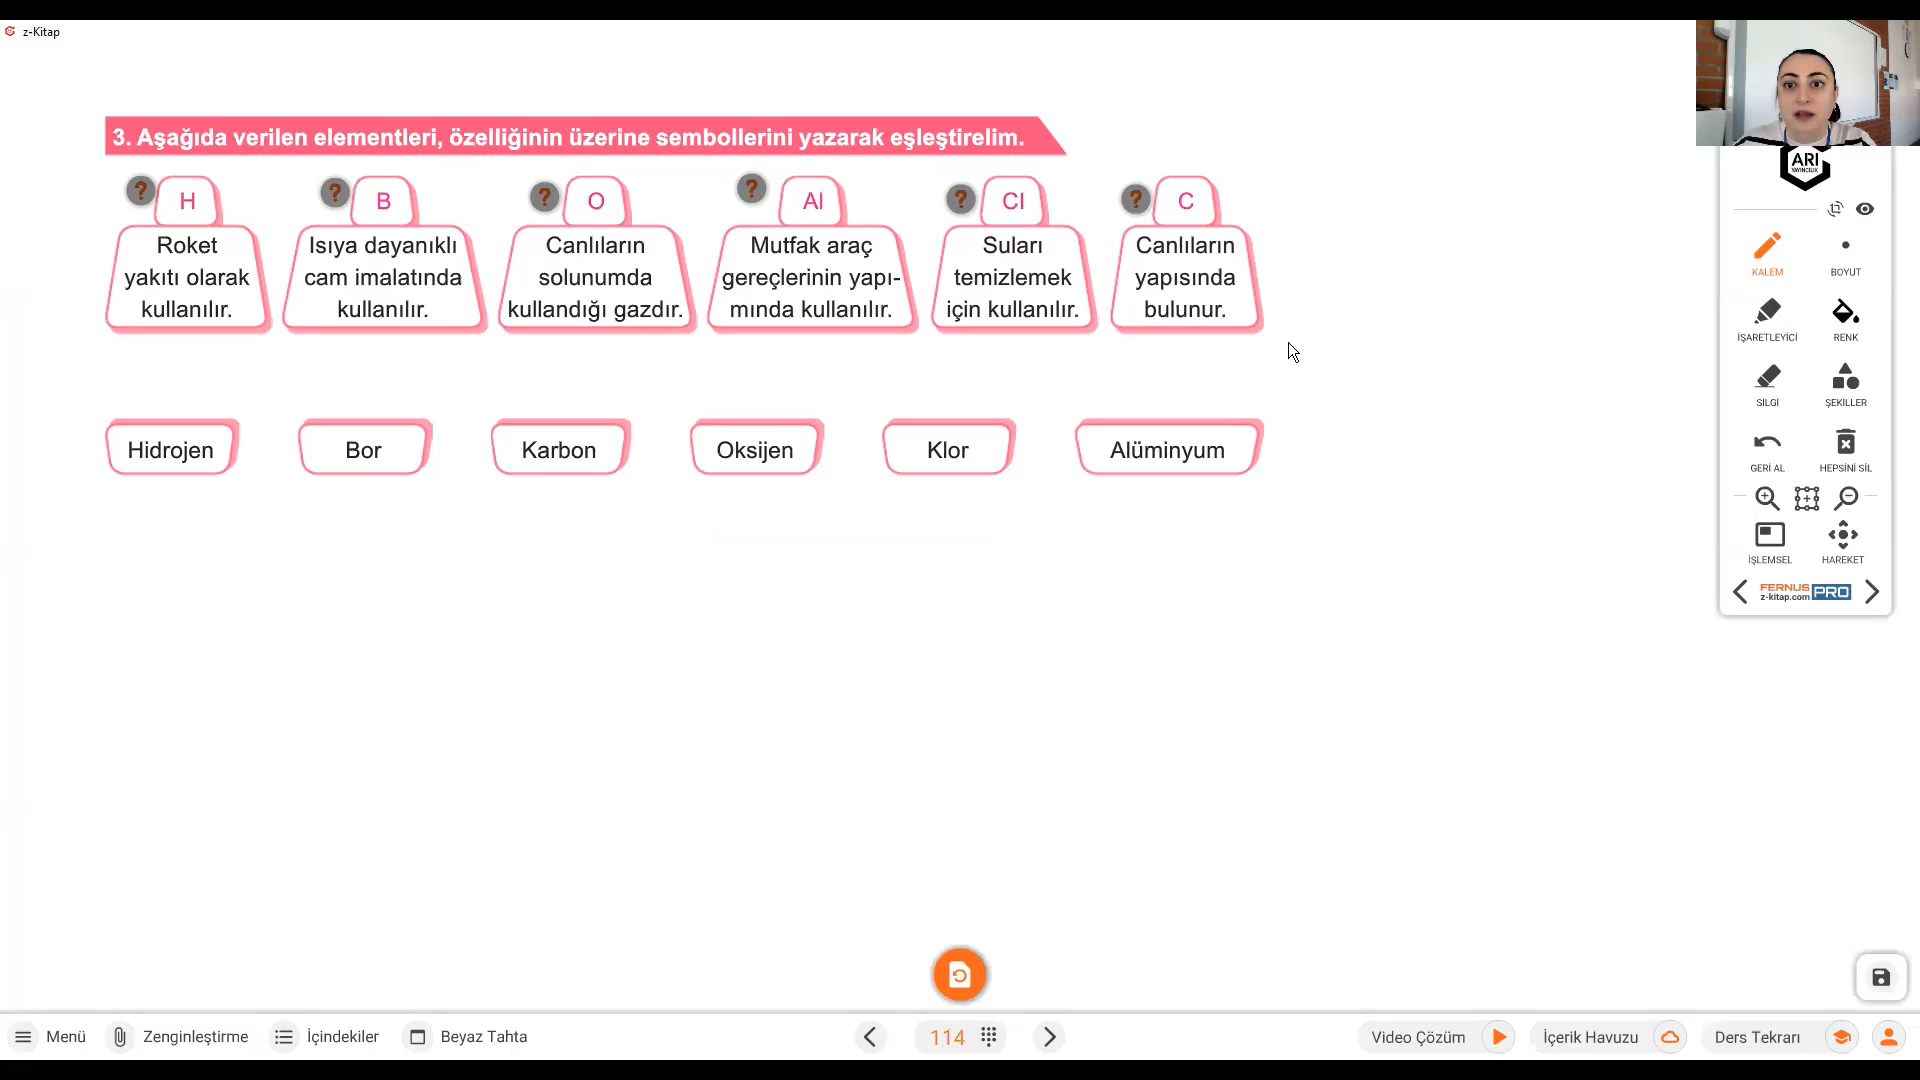 z-Kitap
3. Aşağıda verilen elementleri, özelliğinin üzerine sembollerini yazarak eşleştirelim.
? H
? B
? O
? Al
? Cl
? C
Roket
yakıtı olarak
kullanılır.
Isıya dayanıklı
cam imalatında
kullanılır.
Canlıların
solunumda
kullandığı gazdır.
Mutfak araç
gereçlerinin yapı-
mında kullanılır.
Suları
temizlemek
için kullanılır.
Canlıların
yapısında
bulunur.
Hidrojen
Bor
Karbon
Oksijen
Klor
Alüminyum
ARI
YAYINCILIK
KALEM
BOYUT
İŞARETLEYİCİ
RENK
SİLGİ
ŞEKİLLER
GERİ AL
HEPSİNİ SİL
İŞLEMSEL
HAREKET
FERNUS
z-kitap.com
PRO
Menü
Zenginleştirme
İçindekiler
Beyaz Tahta
114
Video Çözüm
İçerik Havuzu
Ders Tekrarı